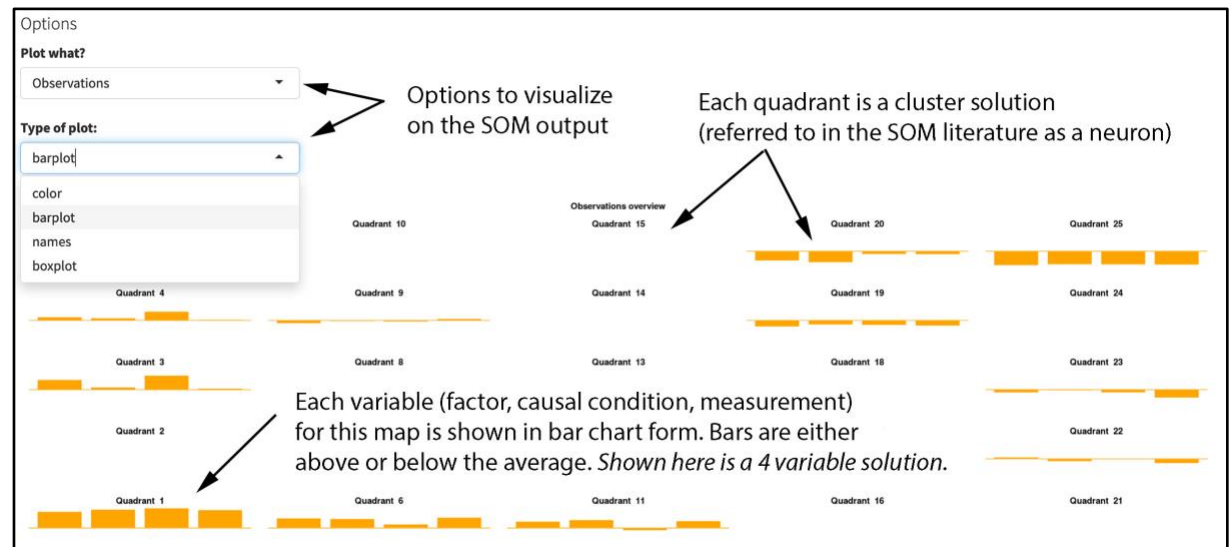 Options
Plot what?
Observations
Type of plot:
barplot
color
barplot
names
boxplot
Options to visualize
on the SOM output
Each quadrant is a cluster solution
(referred to in the SOM literature as a neuron)
Observations overview
Quadrant 10
Quadrant 15
Quadrant 20
Quadrant 25
Quadrant 4
Quadrant 9
Quadrant 14
Quadrant 19
Quadrant 24
Quadrant 3
Quadrant 8
Quadrant 13
Quadrant 18
Quadrant 23
Each variable (factor, causal condition, measurement)
for this map is shown in bar chart form. Bars are either
above or below the average. Shown here is a 4 variable solution.
Quadrant 2
Quadrant 22
Quadrant 1
Quadrant 6
Quadrant 11
Quadrant 16
Quadrant 21